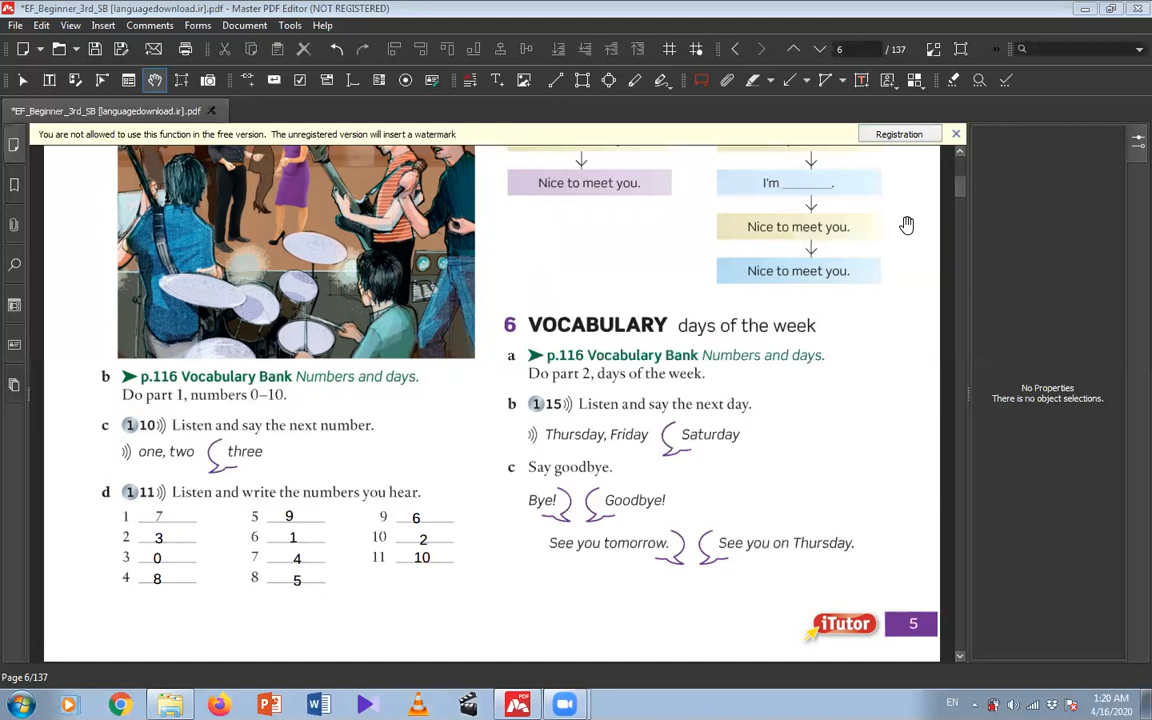 *EF_Beginner_3rd_SB [languagedownload.ir].pdf - Master PDF Editor (NOT REGISTERED)
File Edit View Insert Comments Forms Document Tools Help
6 / 137
*EF_Beginner_3rd_SB [languagedownload.ir].pdf
You are not allowed to use this function in the free version. The unregistered version will insert a watermark
Registration
Nice to meet you.
I'm _______.
Nice to meet you.
Nice to meet you.
b p.116 Vocabulary Bank Numbers and days.
Do part 1, numbers 0–10.
c 1 10 Listen and say the next number.
one, two three
d 1 11 Listen and write the numbers you hear.
1 7 5 9 9 6
2 3 6 1 10 2
3 0 7 4 11 10
4 8 8 5
6 VOCABULARY days of the week
a p.116 Vocabulary Bank Numbers and days.
Do part 2, days of the week.
b 1 15 Listen and say the next day.
Thursday, Friday Saturday
c Say goodbye.
Bye! Goodbye!
See you tomorrow. See you on Thursday.
iTutor 5
No Properties
There is no object selections.
Page 6/137
EN 1:20 AM
4/16/2020